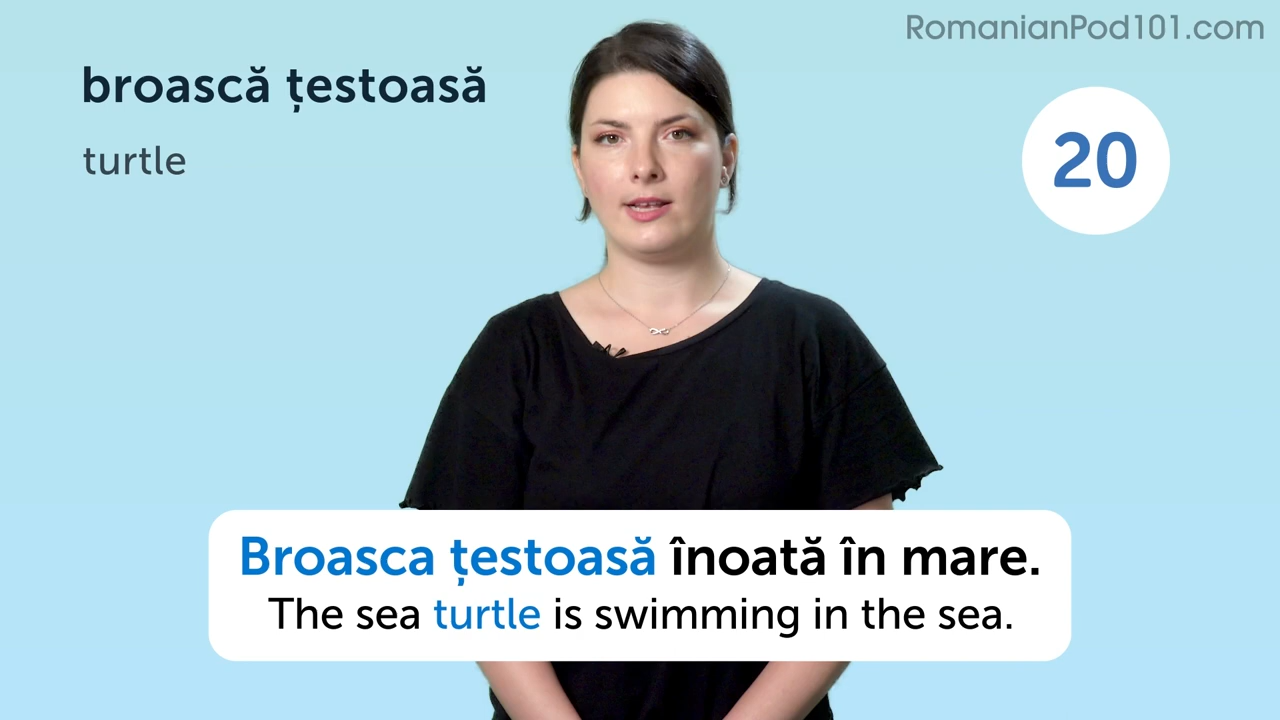 RomanianPod101.com
broască țestoasă
turtle
20
Broasca țestoasă înoată în mare.
The sea turtle is swimming in the sea.